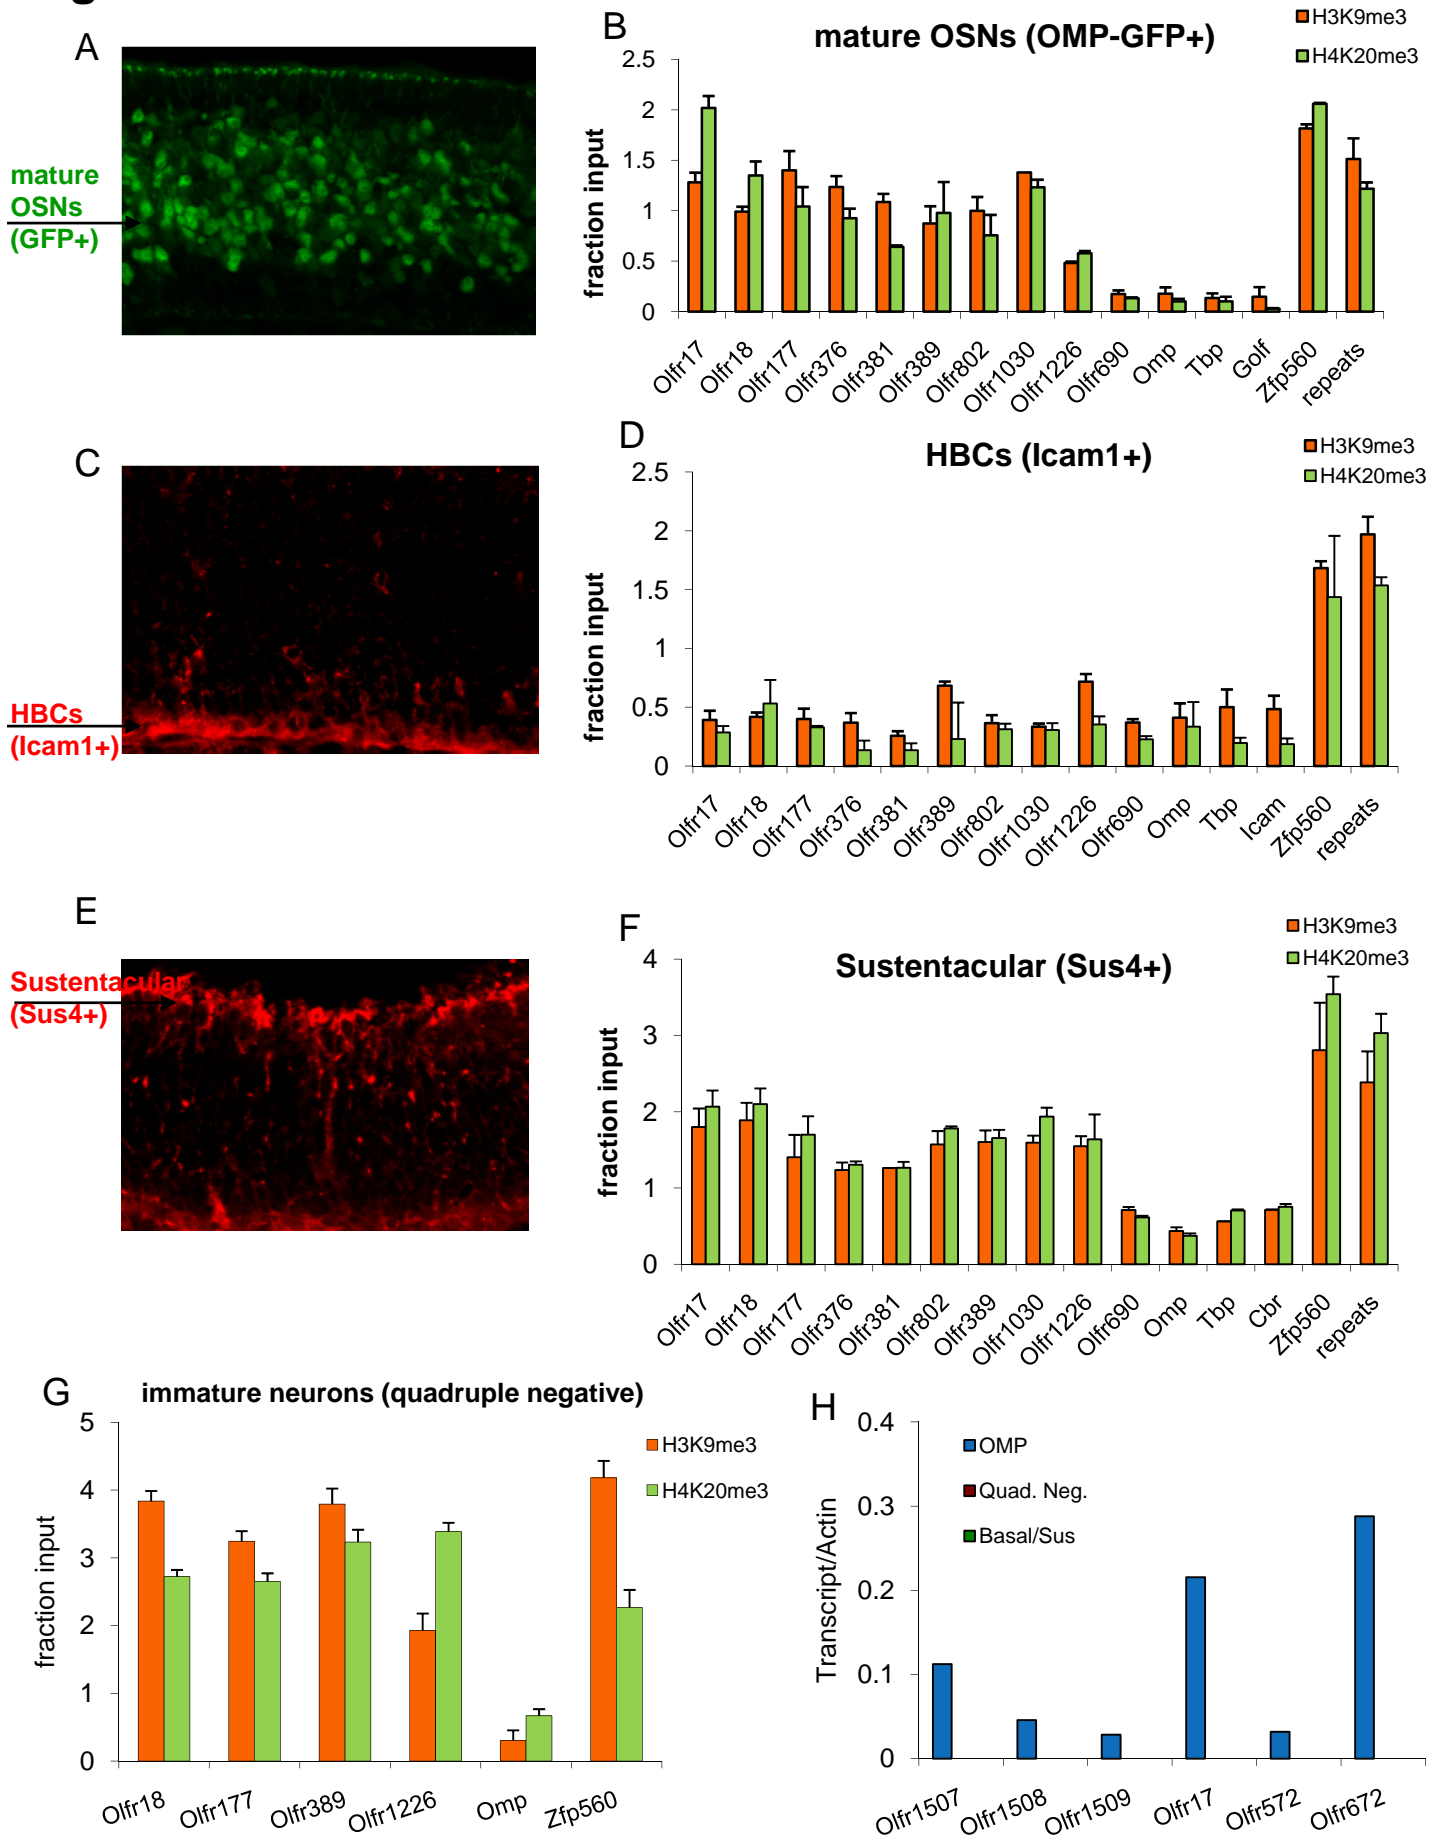 A
mature
OSNs
(GFP+)
B
mature OSNs (OMP-GFP+)
H3K9me3
H4K20me3
fraction input
2.5
2
1.5
1
0.5
0
Olfr17
Olfr18
Olfr177
Olfr376
Olfr381
Olfr389
Olfr802
Olfr1030
Olfr1226
Olfr690
Omp
Tbp
Golf
Zfp560
repeats
C
HBCs
(Icam1+)
D
HBCs (Icam1+)
H3K9me3
H4K20me3
fraction input
2.5
2
1.5
1
0.5
0
Olfr17
Olfr18
Olfr177
Olfr376
Olfr381
Olfr389
Olfr802
Olfr1030
Olfr1226
Olfr690
Omp
Tbp
Icam
Zfp560
repeats
E
Sustentacular
(Sus4+)
F
Sustentacular (Sus4+)
H3K9me3
H4K20me3
fraction input
4
3
2
1
0
Olfr17
Olfr18
Olfr177
Olfr376
Olfr381
Olfr802
Olfr389
Olfr1030
Olfr1226
Olfr690
Omp
Tbp
Cbr
Zfp560
repeats
G
immature neurons (quadruple negative)
H3K9me3
H4K20me3
fraction input
5
4
3
2
1
0
Olfr18
Olfr177
Olfr389
Olfr1226
Omp
Zfp560
H
OMP
Quad. Neg.
Basal/Sus
Transcript/Actin
0.4
0.3
0.2
0.1
0
Olfr1507
Olfr1508
Olfr1509
Olfr17
Olfr572
Olfr672